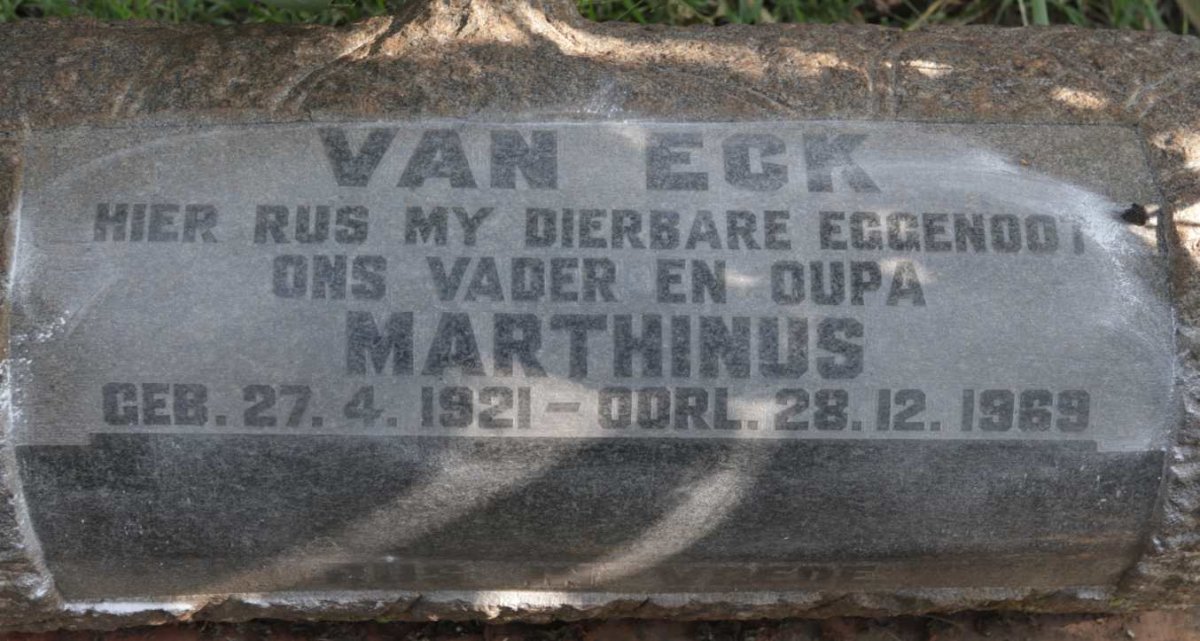 VAN ECK
HIER RUS MY DIERBARE EGGENOOT
ONS VADER EN OUPA
MARTHINUS
GEB. 27. 4. 1921 - OORL. 28. 12. 1969